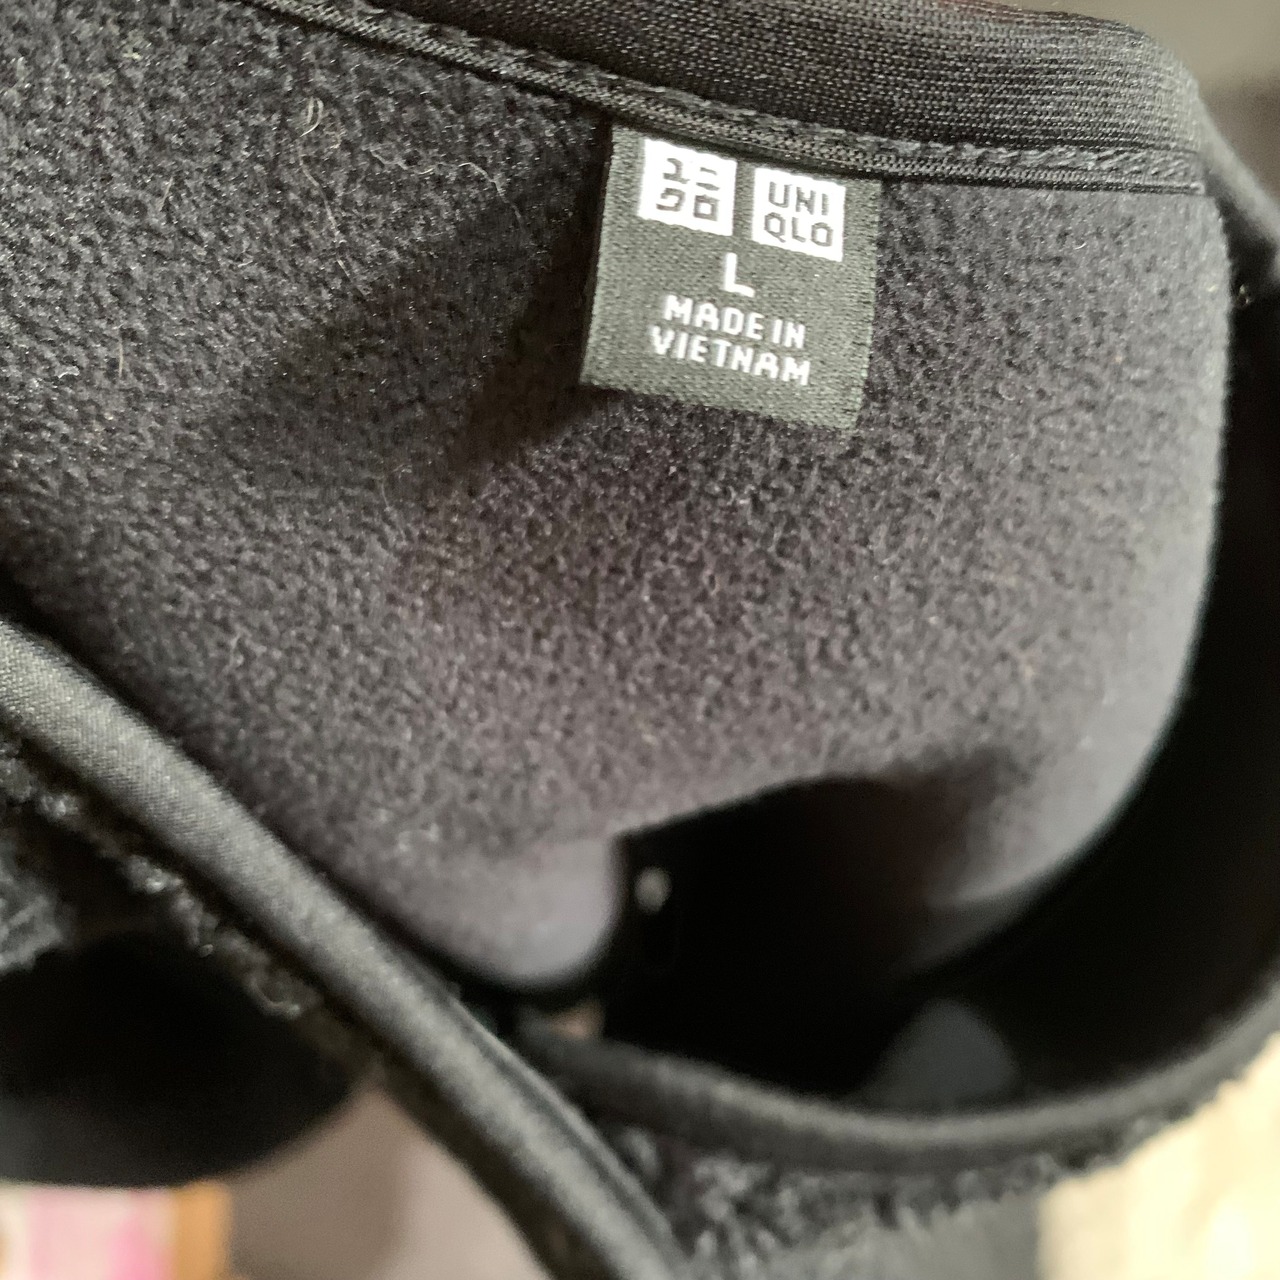 ユニ
クロ
UNI
QLO
L
MADE IN
VIETNAM